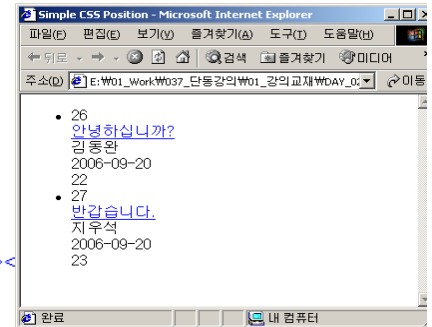 Simple CSS Position - Microsoft Internet Explorer
파일(F) 편집(E) 보기(V) 즐겨찾기(A) 도구(T) 도움말(H)
뒤로 검색 즐겨찾기 미디어
주소(D) E:₩01_Work₩037_단동강의₩01_강의교재₩DAY_02 이동
26
안녕하십니까?
김동완
2006-09-20
22
27
반갑습니다.
지우석
2006-09-20
23
<
완료 내 컴퓨터